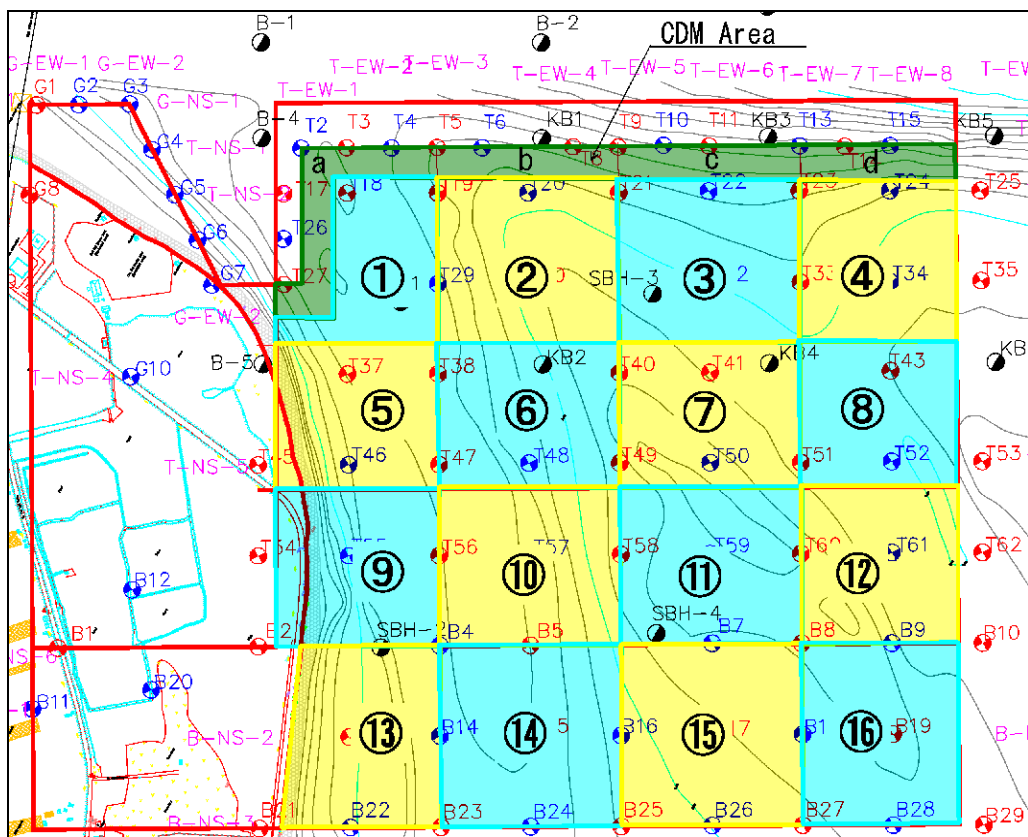 B-1 B-2
CDM Area
G-EW-1 G-EW-2 T-EW-2 T-EW-3 T-EW-4 T-EW-5 T-EW-6 T-EW-7 T-EW-8
T-EW-1
G1 G2 G3 G-NS-1
B-4 KB1 KB3 KB5
G4 T-NS-1 T2 T3 T4 T5 T6 T9 T10 T11 T13 T15
T8
a b c d
G8 G5 T17 T18 T19 T20 T21 T22 T23 T24 T25
G6 T26
G7 T27 ① T29 ② SBH-3 ③ T33 ④ T34 T35
G-EW-2
B-5 KB2 KB4
T-NS-4 G10 T37 T38 T40 T41 T43
⑤ ⑥ ⑦ ⑧
T-NS-5 T45 T46 T47 T48 T49 T50 T51 T52 T53
T54 T56 T57 T58 T59 T60 T61 T62
⑨ ⑩ ⑪ ⑫
B12
B1 B2 B4 B5 SBH-4 B7 B8 B9 B10
B20
B11 B-NS-2 ⑬ B14 ⑭ B16 ⑮ ⑯ B19
B-NS-3 B21 B22 B23 B24 B25 B26 B27 B28 B29